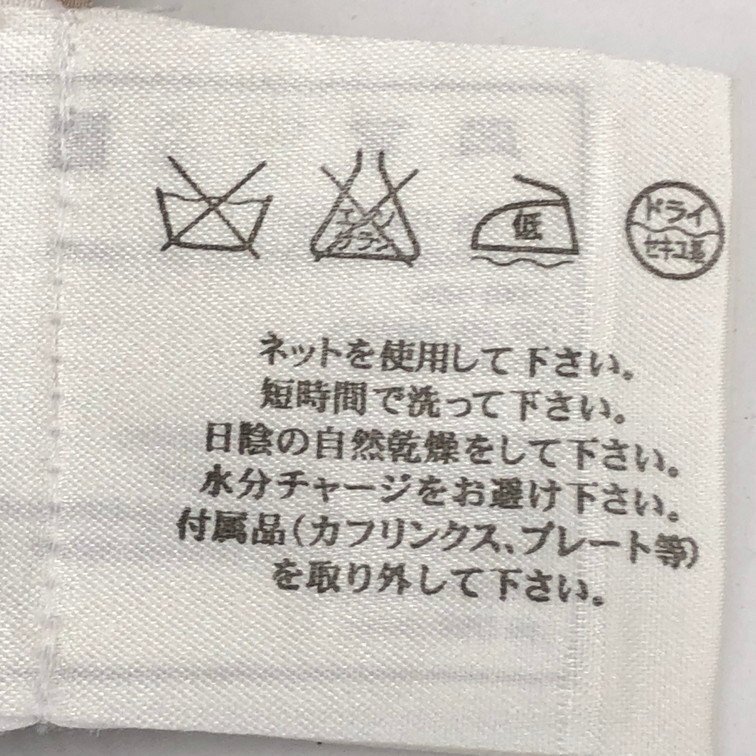 エンソ
カラン
低
ドライ
セキユ系
ネットを使用して下さい。
短時間で洗って下さい。
日陰の自然乾燥をして下さい。
水分チャージをお避け下さい。
付属品(カフリンクス、プレート等)
を取り外して下さい。